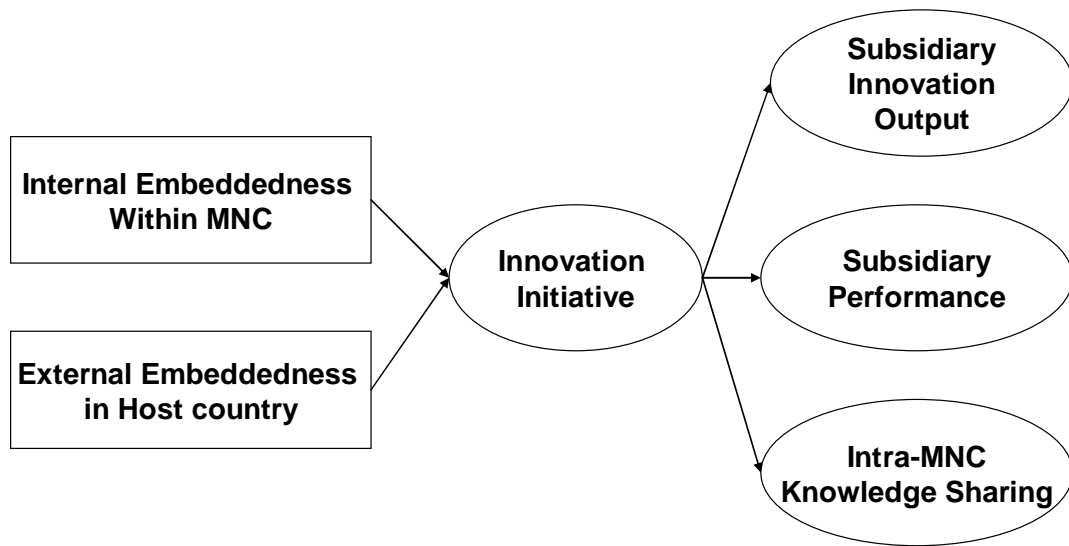 Internal Embeddedness
Within MNC
External Embeddedness
in Host country
Innovation
Initiative
Subsidiary
Innovation
Output
Subsidiary
Performance
Intra-MNC
Knowledge Sharing